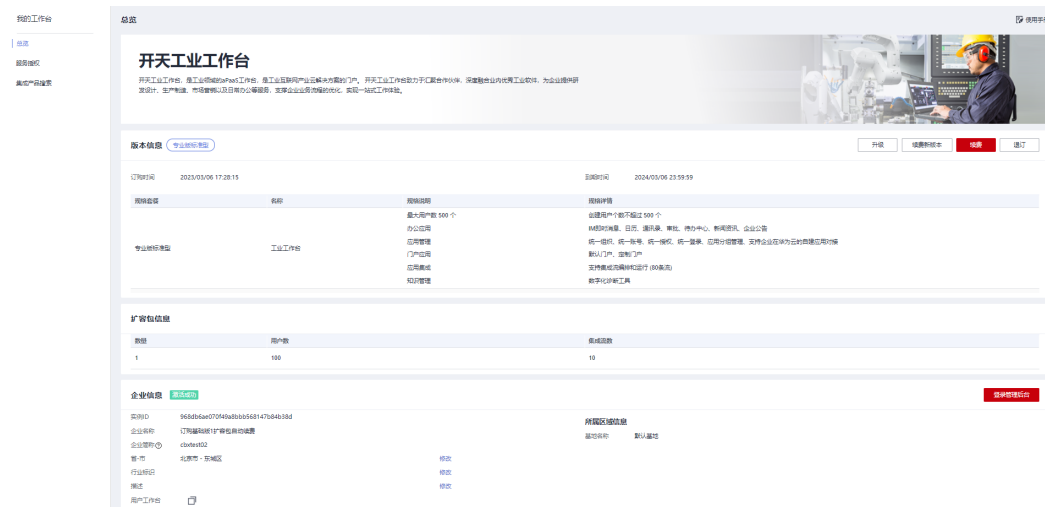 我的工作台
总览
服务授权
集成产品搜索
总览
使用手
开天工业工作台
开天工业工作台，是工业领域的aPaaS工作台，是工业互联网产业云解决方案的门户。 开天工业工作台致力于汇聚合作伙伴，深度融合业内优秀工业软件，为企业提供研
发设计、生产制造、市场营销以及日常办公等服务，支撑企业业务流程的优化，实现一站式工作体验。
版本信息 专业版标准型
升级 续费新版本 续费 退订
订购时间 2023/03/06 17:28:15 到期时间 2024/03/06 23:59:59
规格套餐 名称 规格说明 规格详情
最大用户数 500 个 创建用户个数不超过 500 个
办公应用 IM即时消息、日历、通讯录、审批、待办中心、新闻资讯、企业公告
应用管理 统一组织、统一账号、统一授权、统一登录、应用分组管理、支持企业在华为云的自建应用对接
专业版标准型 工业工作台
门户应用 默认门户、定制门户
应用集成 支持集成流编排和运行 (80条流)
知识管理 数字化诊断工具
扩容包信息
数量 用户数 集成流数
1 100 10
企业信息 激活成功 登录管理后台
实例ID 968db6ae070f49a8bbb568147b84b38d
企业名称 订购基础版1扩容包自动续费
企业简称 cbxtest02
省-市 北京市 - 东城区 修改
行业标识 修改
描述 修改
用户工作台
所属区域信息
基地名称 默认基地